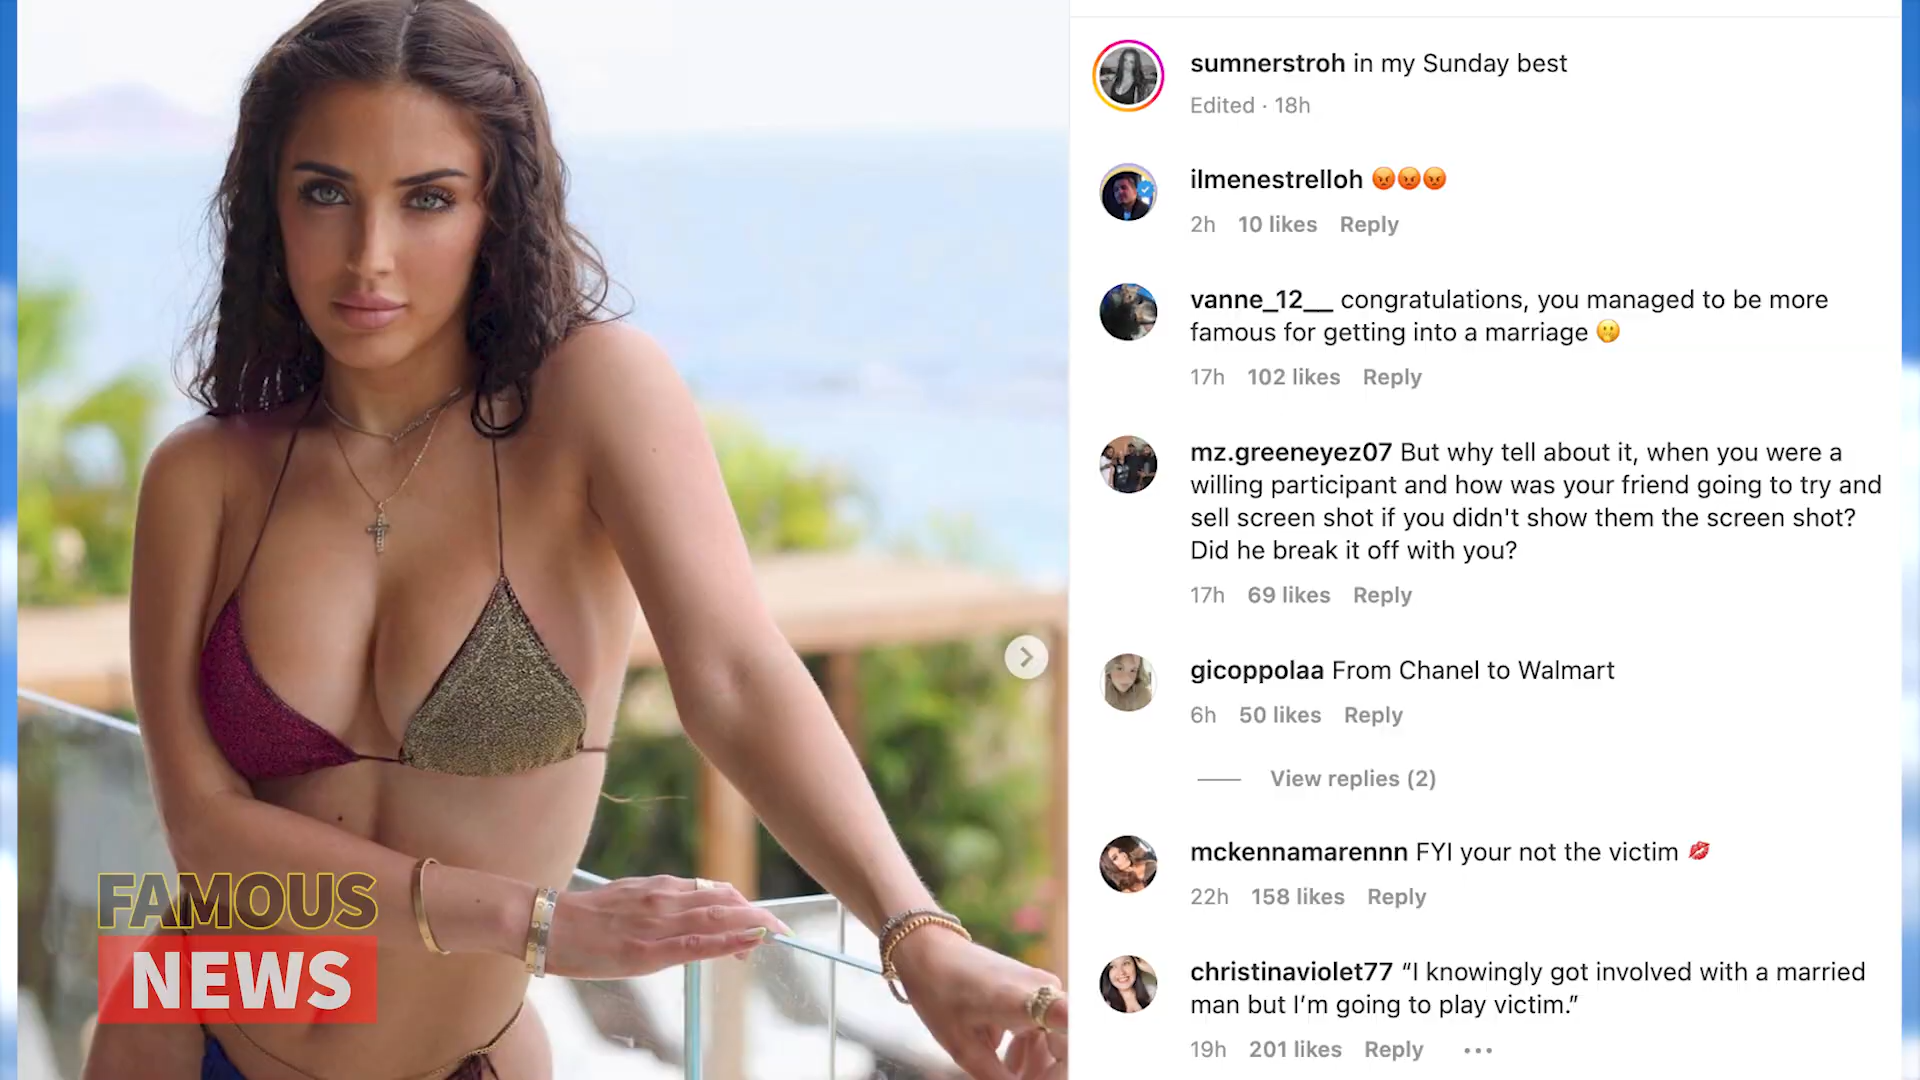 sumnerstroh in my Sunday best
Edited · 18h
ilmenestrelloh 😡😡😡
2h 10 likes Reply
vanne_12__ congratulations, you managed to be more
famous for getting into a marriage 🫢
17h 102 likes Reply
mz.greeneyez07 But why tell about it, when you were a
willing participant and how was your friend going to try and
sell screen shot if you didn't show them the screen shot?
Did he break it off with you?
17h 69 likes Reply
gicoppolaa From Chanel to Walmart
6h 50 likes Reply
View replies (2)
mckennamarennn FYI your not the victim 💋
22h 158 likes Reply
christinaviolet77 “I knowingly got involved with a married
man but I’m going to play victim.”
19h 201 likes Reply •••
FAMOUS
NEWS